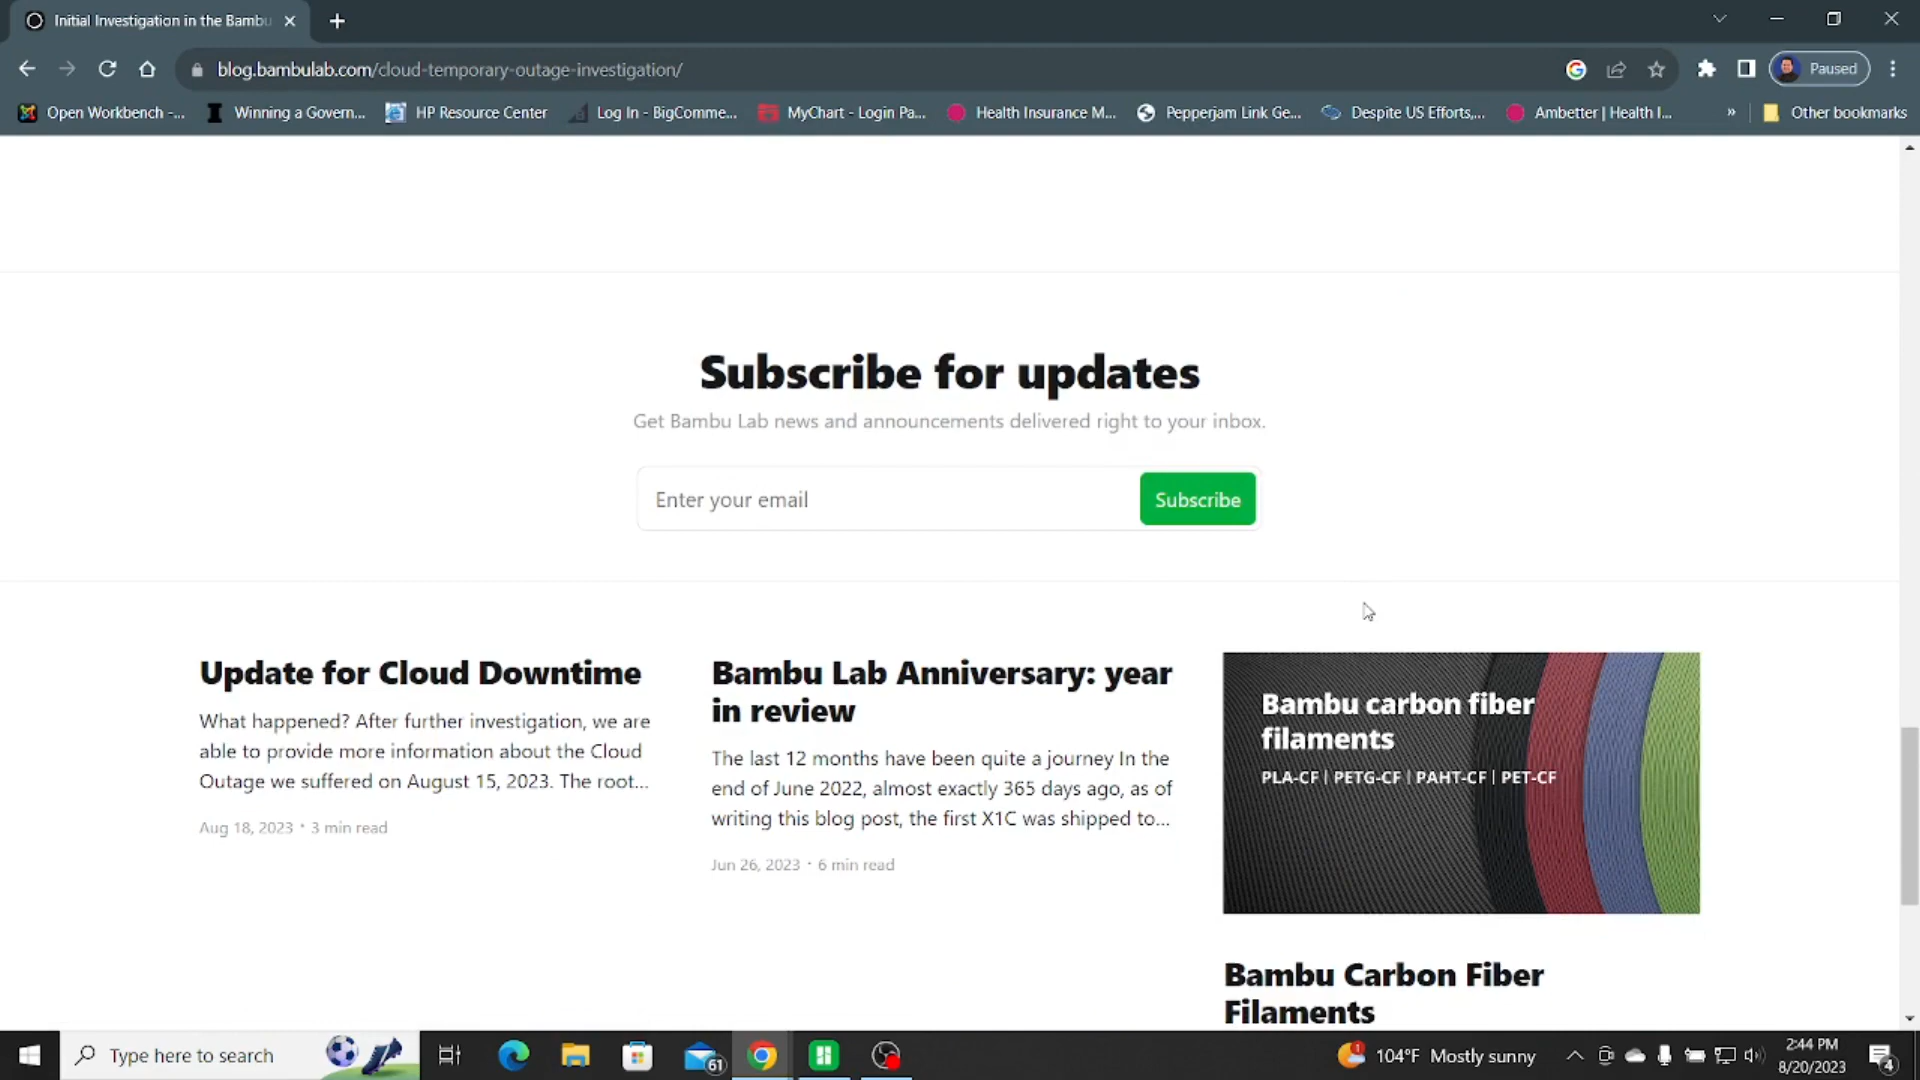 Initial Investigation in the Bambu
blog.bambulab.com/cloud-temporary-outage-investigation/
Paused
Open Workbench -...
Winning a Govern...
HP Resource Center
Log In - BigComme...
MyChart - Login Pa...
Health Insurance M...
Pepperjam Link Ge...
Despite US Efforts,...
Ambetter | Health I...
»
Other bookmarks
Subscribe for updates
Get Bambu Lab news and announcements delivered right to your inbox.
Enter your email
Subscribe
Update for Cloud Downtime
What happened? After further investigation, we are
able to provide more information about the Cloud
Outage we suffered on August 15, 2023. The root...
Aug 18, 2023 • 3 min read
Bambu Lab Anniversary: year
in review
The last 12 months have been quite a journey In the
end of June 2022, almost exactly 365 days ago, as of
writing this blog post, the first X1C was shipped to...
Jun 26, 2023 • 6 min read
Bambu carbon fiber
filaments
PLA-CF | PETG-CF | PAHT-CF | PET-CF
Bambu Carbon Fiber
Filaments
Type here to search
61
1
104°F Mostly sunny
2:44 PM
8/20/2023
4